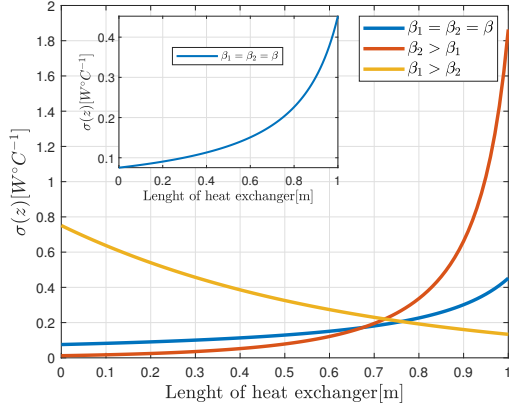 β₁ = β₂ = β
β₂ > β₁
β₁ > β₂
σ(z)[W°C⁻¹]
2
1.8
1.6
1.4
1.2
1
0.8
0.6
0.4
0.2
0
0 0.1 0.2 0.3 0.4 0.5 0.6 0.7 0.8 0.9 1
Lenght of heat exchanger[m]
β₁ = β₂ = β
σ(z)[W°C⁻¹]
0.4
0.3
0.2
0.1
0 0.2 0.4 0.6 0.8 1
Lenght of heat exchanger[m]